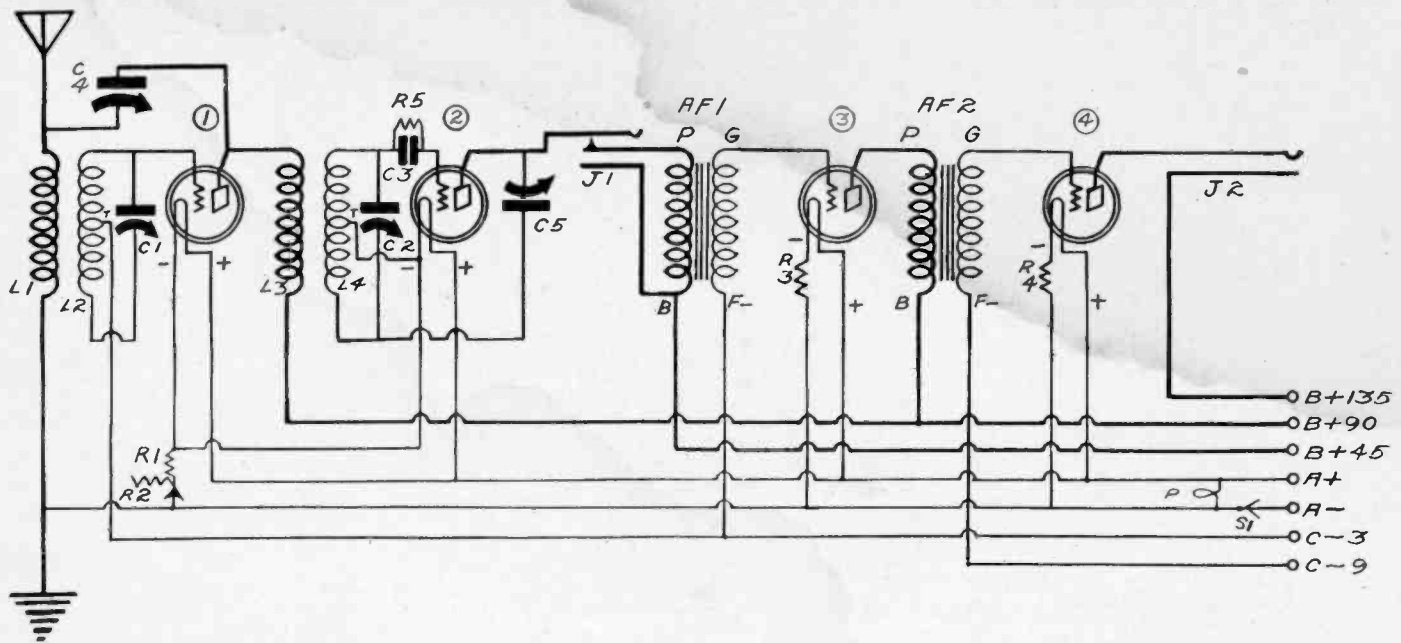 C
4
①
R5
②
AF1
AF2
P G
③
P G
④
C3
J1
J2
T
C1
T
C2
C5
L1
L2
-
+
L3
L4
-
+
-
R
3
-
R
4
B
F-
+
B
F-
+
B+135
B+90
B+45
R1
R2
A+
P
A-
S1
C-3
C-9